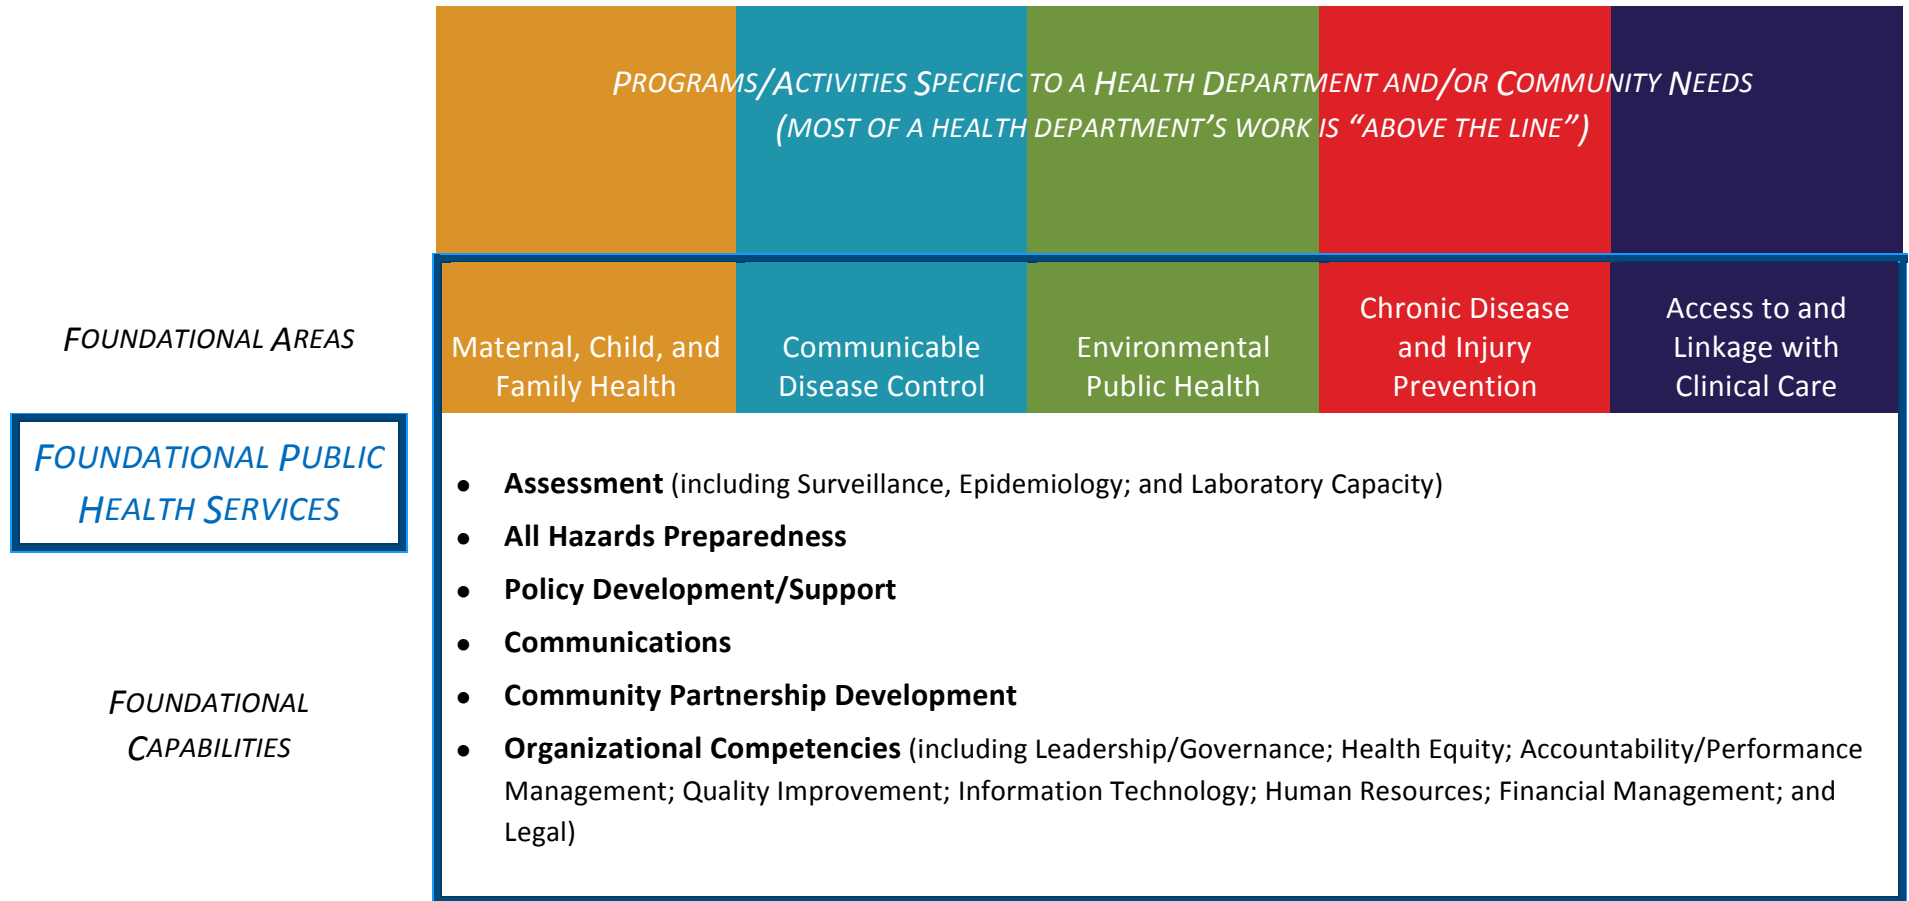 PROGRAMS/ACTIVITIES SPECIFIC TO A HEALTH DEPARTMENT AND/OR COMMUNITY NEEDS
(MOST OF A HEALTH DEPARTMENT’S WORK IS “ABOVE THE LINE”)
FOUNDATIONAL AREAS
Maternal, Child, and
Family Health
Communicable
Disease Control
Environmental
Public Health
Chronic Disease
and Injury
Prevention
Access to and
Linkage with
Clinical Care
FOUNDATIONAL PUBLIC
HEALTH SERVICES
FOUNDATIONAL
CAPABILITIES
● Assessment (including Surveillance, Epidemiology; and Laboratory Capacity)
● All Hazards Preparedness
● Policy Development/Support
● Communications
● Community Partnership Development
● Organizational Competencies (including Leadership/Governance; Health Equity; Accountability/Performance
Management; Quality Improvement; Information Technology; Human Resources; Financial Management; and
Legal)